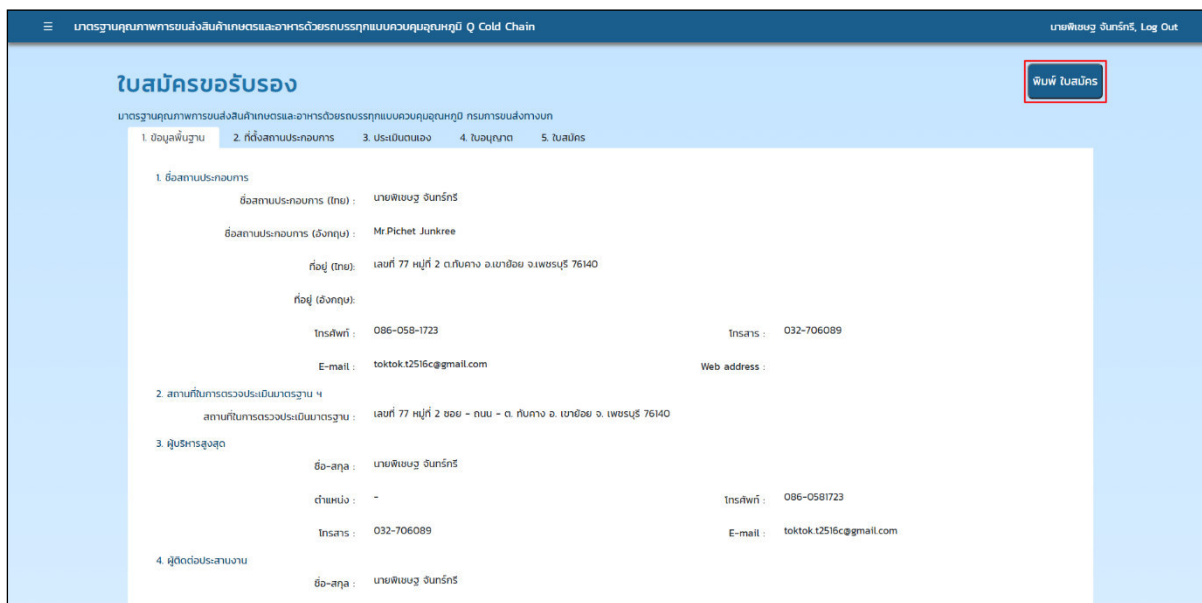 ☰ มาตรฐานคุณภาพการขนส่งสินค้าเกษตรและอาหารด้วยรถบรรทุกแบบควบคุมอุณหภูมิ Q Cold Chain นายพิเชษฐ จันทร์กรี, Log Out
ใบสมัครขอรับรอง
พิมพ์ ใบสมัคร
มาตรฐานคุณภาพการขนส่งสินค้าเกษตรและอาหารด้วยรถบรรทุกแบบควบคุมอุณหภูมิ กรมการขนส่งทางบก
1. ข้อมูลพื้นฐาน 2. ที่ตั้งสถานประกอบการ 3. ประเมินตนเอง 4. ใบอนุญาต 5. ใบสมัคร
1. ชื่อสถานประกอบการ
ชื่อสถานประกอบการ (ไทย) : นายพิเชษฐ จันทร์กรี
ชื่อสถานประกอบการ (อังกฤษ) : Mr.Pichet Junkree
ที่อยู่ (ไทย): เลขที่ 77 หมู่ที่ 2 ต.ทับคาง อ.เขาย้อย จ.เพชรบุรี 76140
ที่อยู่ (อังกฤษ):
โทรศัพท์ : 086-058-1723 โทรสาร : 032-706089
E-mail : toktok.t2516c@gmail.com Web address :
2. สถานที่ในการตรวจประเมินมาตรฐาน ฯ
สถานที่ในการตรวจประเมินมาตรฐาน : เลขที่ 77 หมู่ที่ 2 ซอย - ถนน - ต. ทับคาง อ. เขาย้อย จ. เพชรบุรี 76140
3. ผู้บริหารสูงสุด
ชื่อ-สกุล : นายพิเชษฐ จันทร์กรี
ตำแหน่ง : - โทรศัพท์ : 086-0581723
โทรสาร : 032-706089 E-mail : toktok.t2516c@gmail.com
4. ผู้ติดต่อประสานงาน
ชื่อ-สกุล : นายพิเชษฐ จันทร์กรี